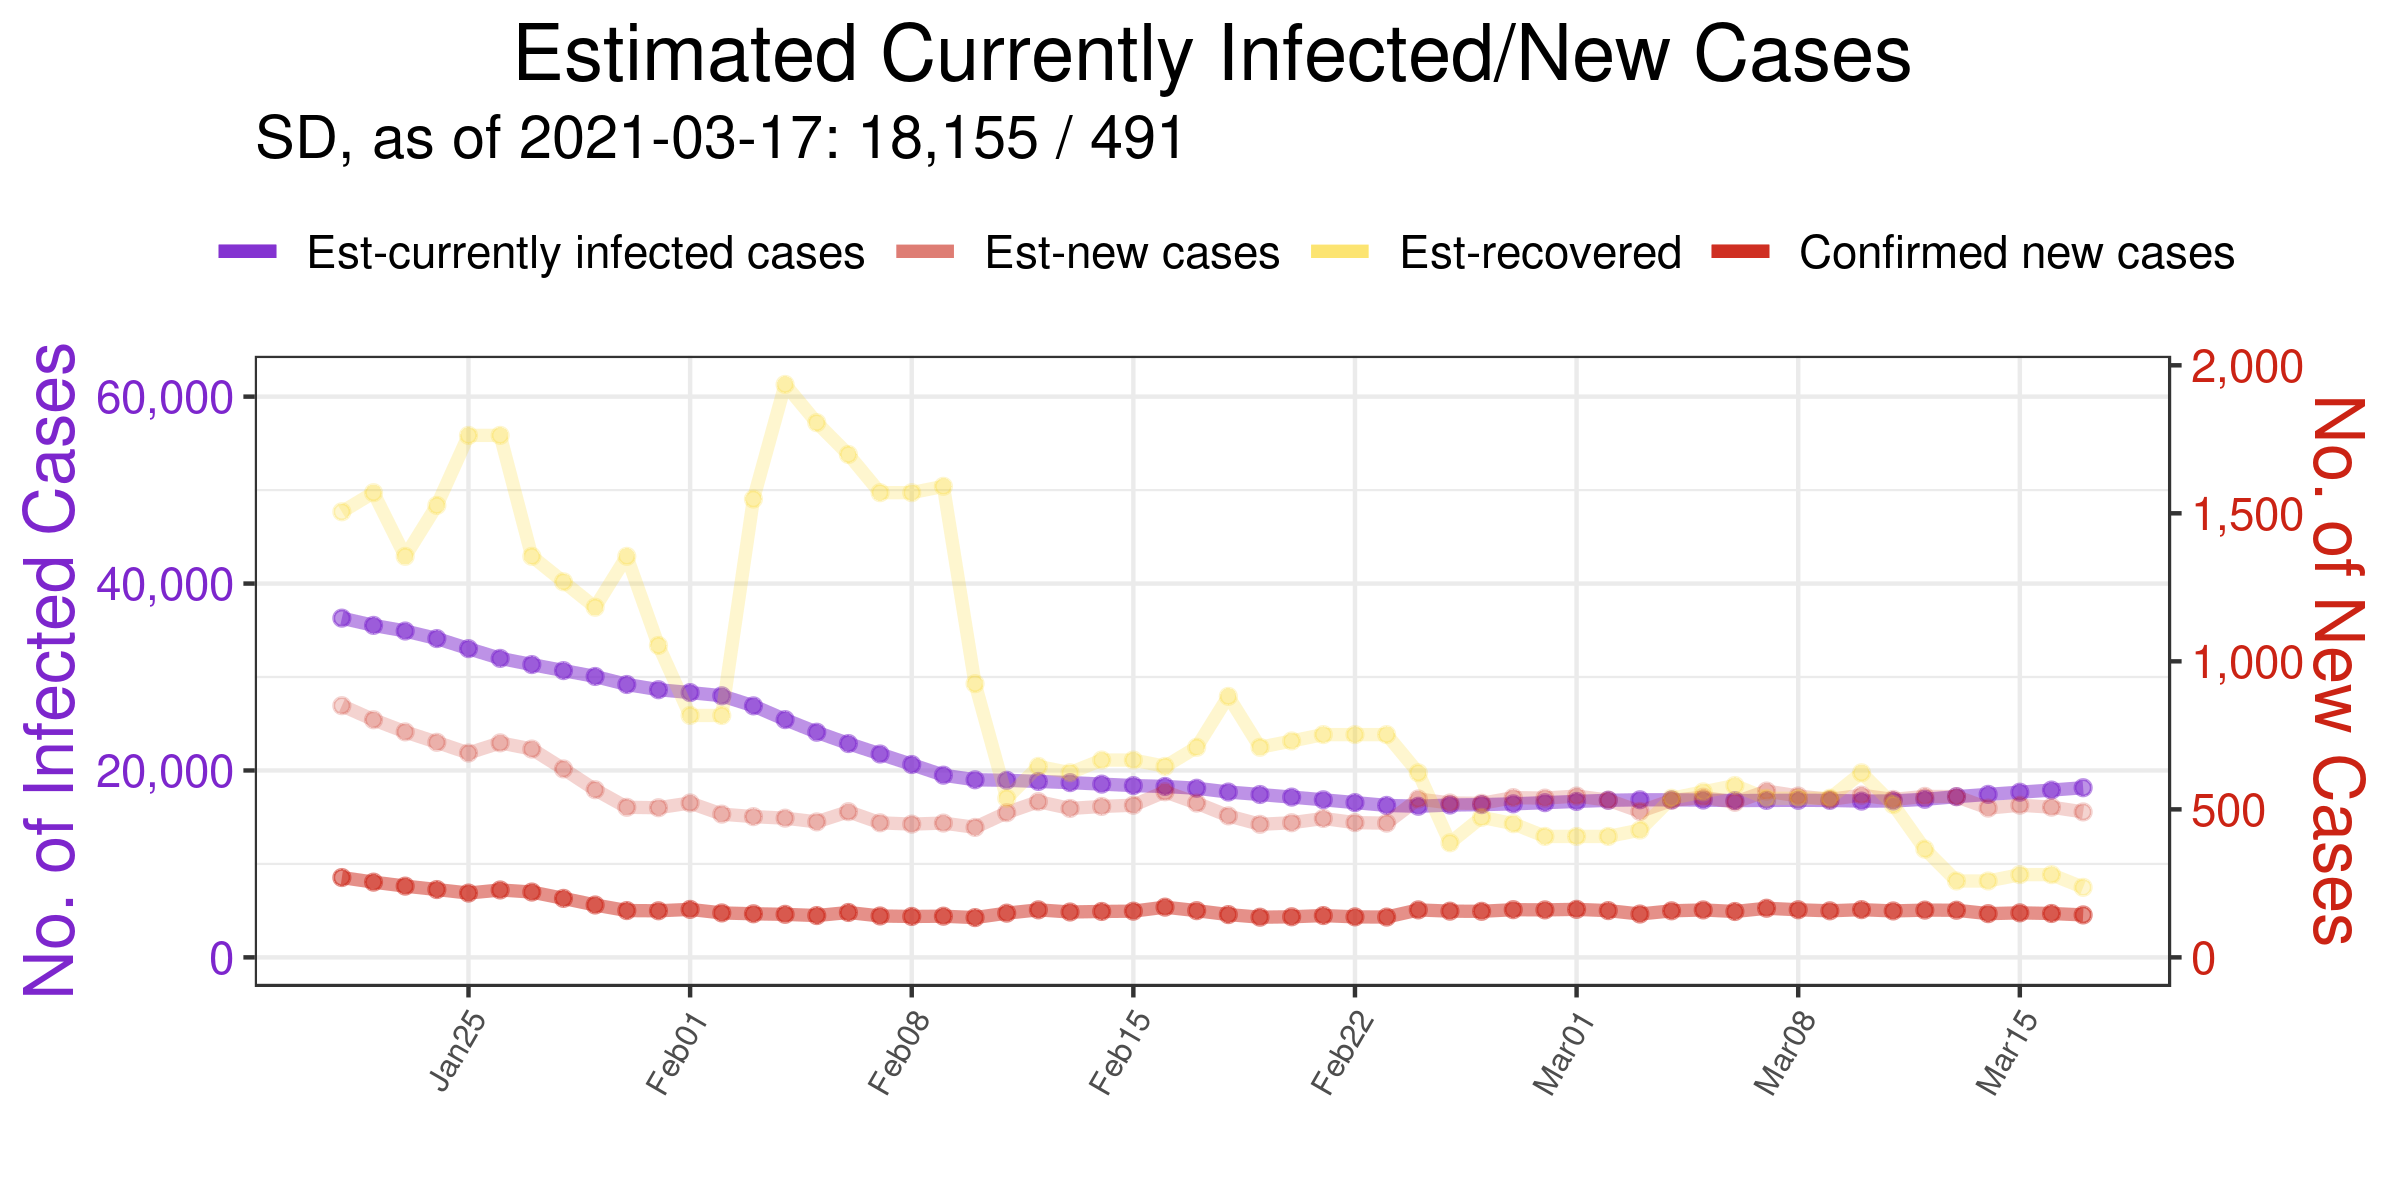 Estimated Currently Infected/New Cases
SD, as of 2021-03-17: 18,155 / 491
Est-currently infected cases
Est-new cases
Est-recovered
Confirmed new cases
No. of Infected Cases
60,000
40,000
20,000
0
2,000
1,500
1,000
500
0
No. of New Cases
Jan25
Feb01
Feb08
Feb15
Feb22
Mar01
Mar08
Mar15